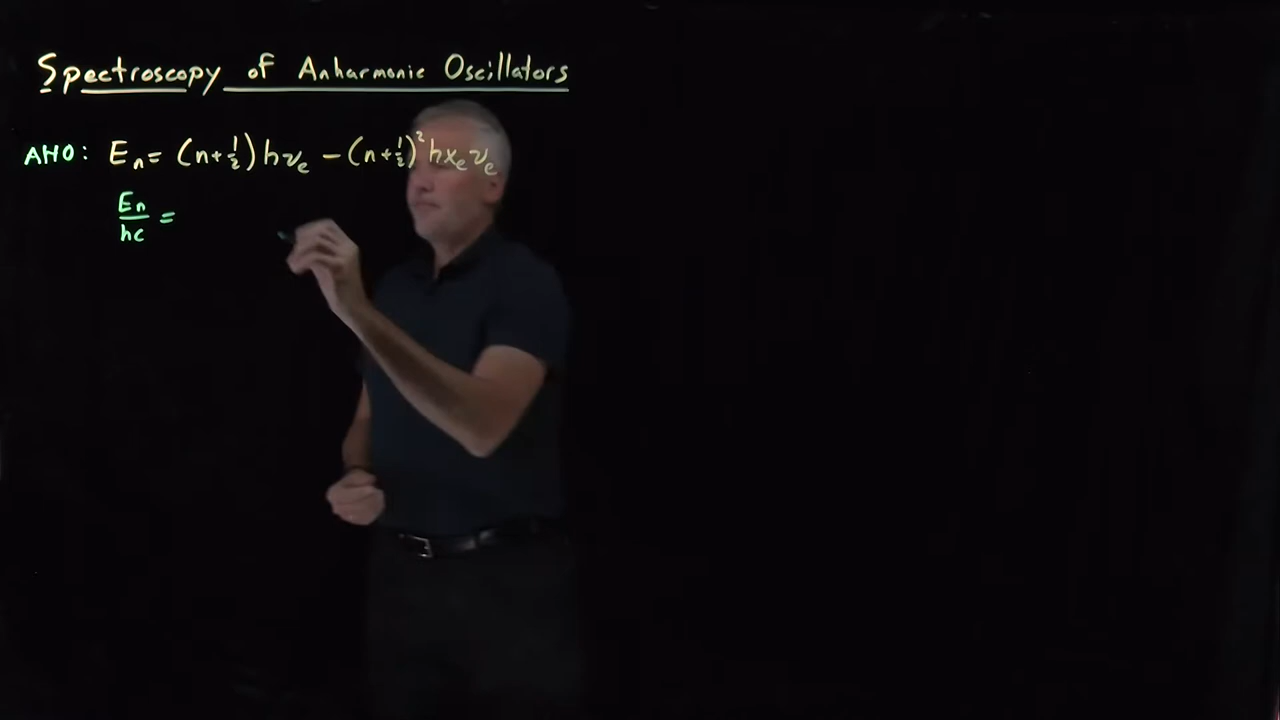 Spectroscopy of Anharmonic Oscillators
AHO: Eₙ = (n+½)hνₑ − (n+½)²hxₑνₑ
Eₙ/hc =